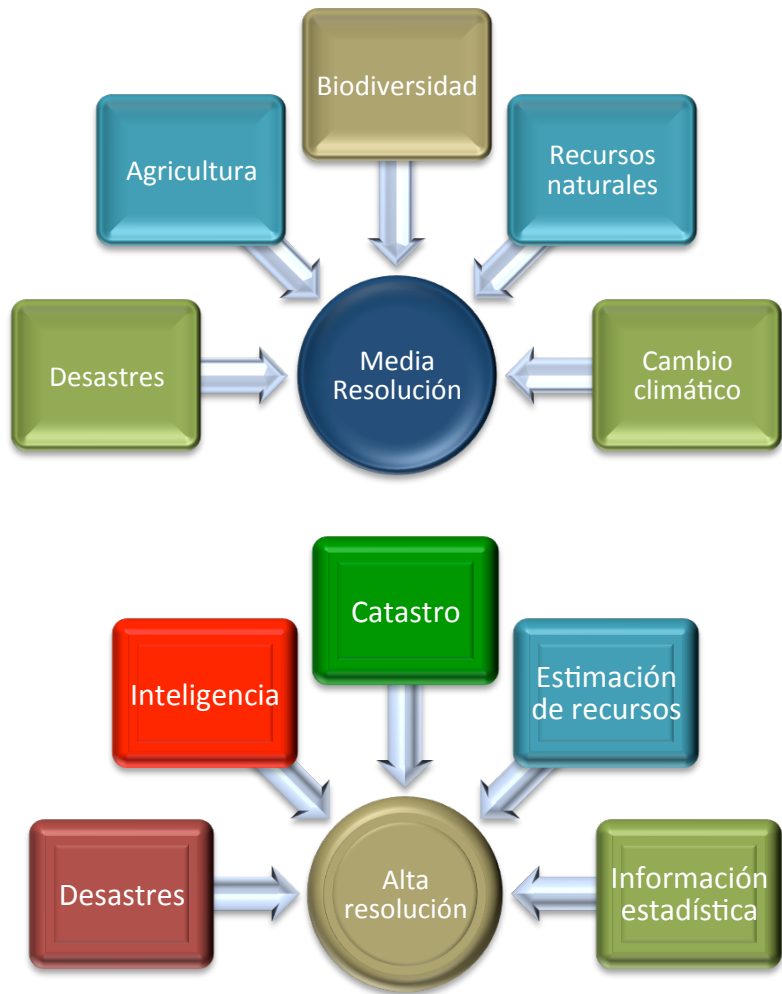 Biodiversidad
Agricultura
Recursos
naturales
Desastres
Media
Resolución
Cambio
climático
Catastro
Inteligencia
Estimación
de recursos
Desastres
Alta
resolución
Información
estadística